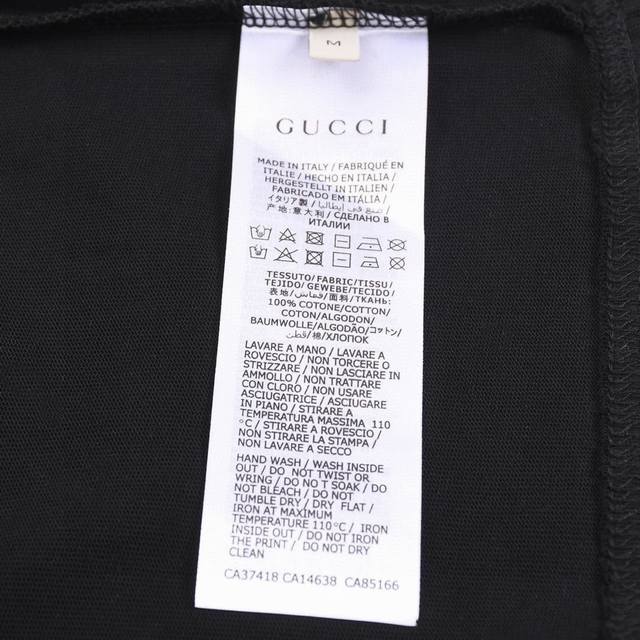 M
GUCCI
MADE IN ITALY / FABRIQUÉ EN
ITALIE / HECHO EN ITALIA /
HERGESTELLT IN ITALIEN /
FABRICADO EM ITÁLIA /
イタリア製 / صنع في إيطاليا /
产地:意大利 / СДЕЛАНО В
ИТАЛИИ
TESSUTO/FABRIC/TISSU/
TEJIDO/ GEWEBE/TECIDO/
表地/قماش/面料/ТКАНЬ:
100% COTONE/COTTON/
COTON/ALGODON/
BAUMWOLLE/ALGODÃO/コットン/
قطن/棉/ХЛОПОК
LAVARE A MANO / LAVARE A
ROVESCIO / NON TORCERE O
STRIZZARE / NON LASCIARE IN
AMMOLLO / NON TRATTARE
CON CLORO / NON USARE
ASCIUGATRICE / ASCIUGARE
IN PIANO / STIRARE A
TEMPERATURA MASSIMA 110
°C / STIRARE A ROVESCIO /
NON STIRARE LA STAMPA /
NON LAVARE A SECCO
HAND WASH / WASH INSIDE
OUT / DO NOT TWIST OR
WRING / DO NO T SOAK / DO
NOT BLEACH / DO NOT
TUMBLE DRY / DRY FLAT /
IRON AT MAXIMUM
TEMPERATURE 110°C / IRON
INSIDE OUT / DO NOT IRON
THE PRINT / DO NOT DRY
CLEAN
CA37418 CA14638 CA85166